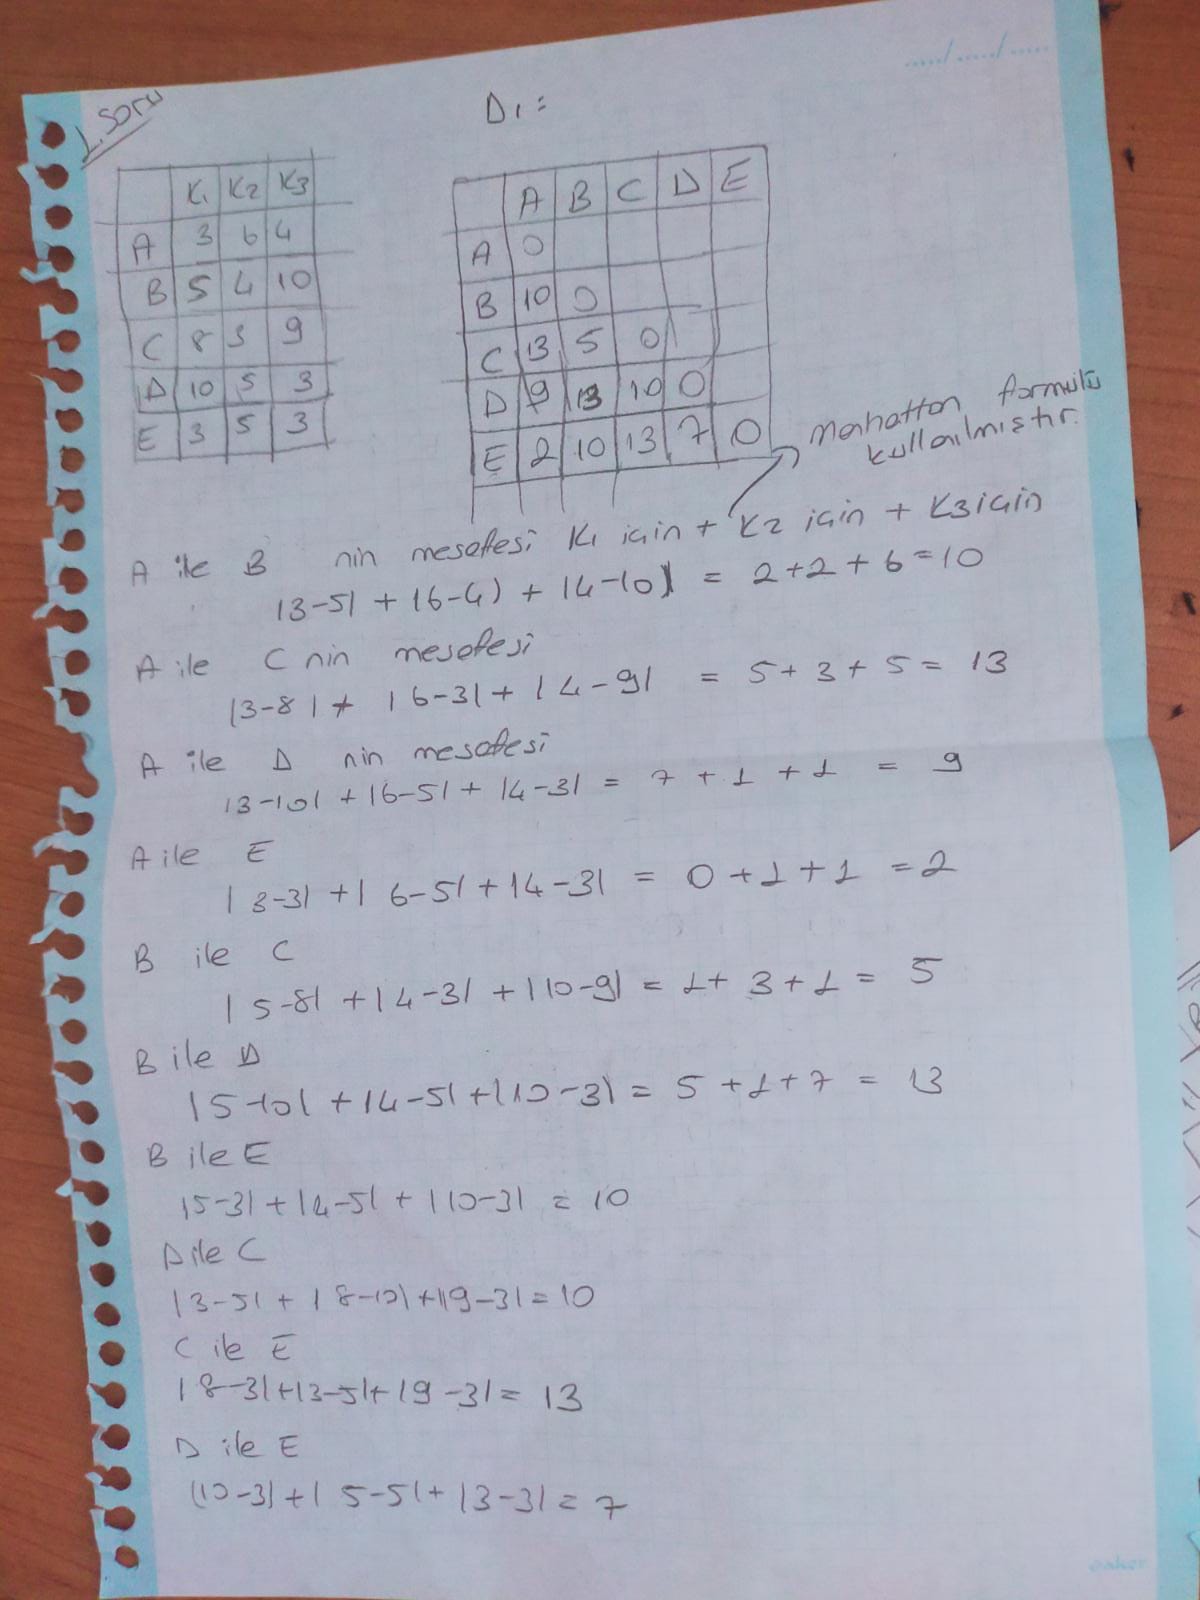 ..../..../.....
1. Soru
D1 =
K1 K2 K3
A 3 6 4
B 5 4 10
C 8 3 9
D 10 5 3
E 3 5 3
A B C D E
A 0
B 10 0
C 13 5 0
D 9 13 10 0
E 2 10 13 7 0
Manhatton formülü
kullanılmıştır.
A ile B nin mesafesi K1 için + K2 için + K3 için
|3-5| + |6-4) + |4-10| = 2+2+6=10
A ile C nin mesafesi
|3-8| + |6-3| + |4-9| = 5+3+5=13
A ile D nin mesafesi
|3-10| + |6-5| + |4-3| = 7+1+1 = 9
A ile E
|3-3| + |6-5| + |4-3| = 0+1+1 = 2
B ile C
|5-8| + |4-3| + |10-9| = 1+3+1 = 5
B ile D
|5-10| + |4-5| + |10-3| = 5+1+7 = 13
B ile E
|5-3| + |4-5| + |10-3| = 10
D ile C
|3-5| + |8-10| + |9-3| = 10
C ile E
|8-3| + |3-5| + |9-3| = 13
D ile E
|10-3| + |5-5| + |3-3| = 7